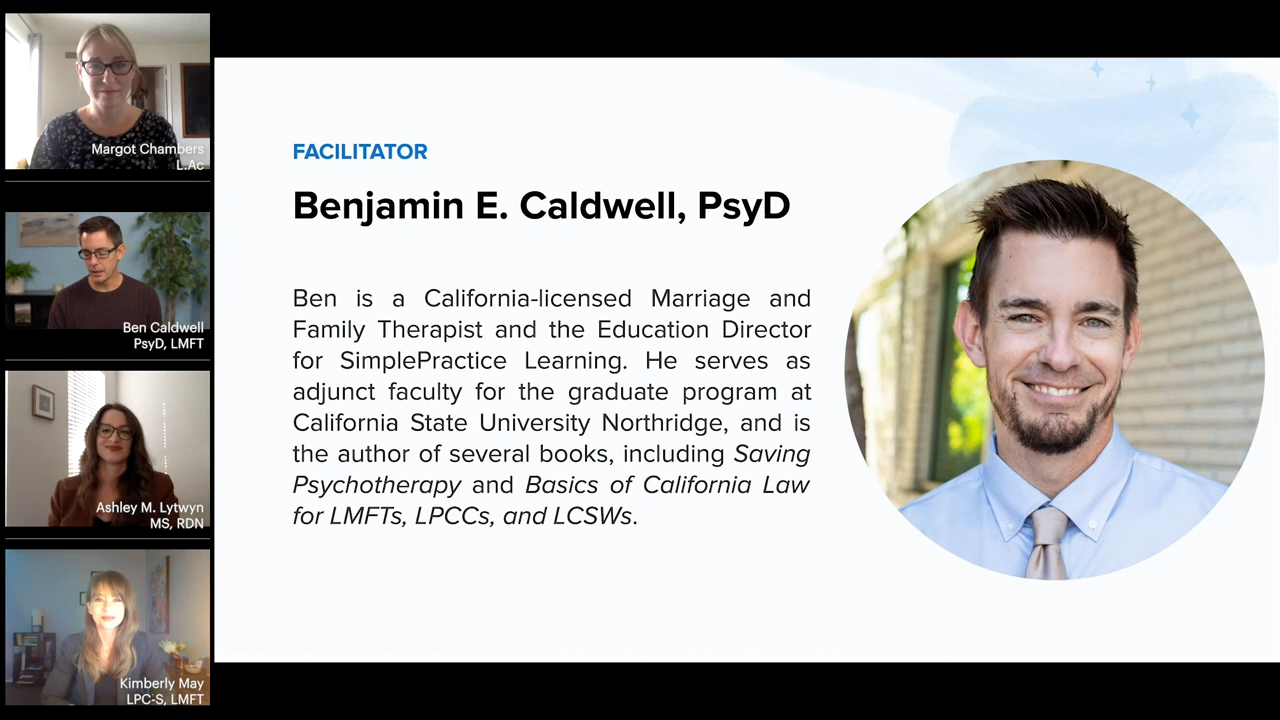 Margot Chambers
L.Ac
Ben Caldwell
PsyD, LMFT
Ashley M. Lytwyn
MS, RDN
Kimberly May
LPC-S, LMFT
FACILITATOR
Benjamin E. Caldwell, PsyD
Ben is a California-licensed Marriage and
Family Therapist and the Education Director
for SimplePractice Learning. He serves as
adjunct faculty for the graduate program at
California State University Northridge, and is
the author of several books, including Saving
Psychotherapy and Basics of California Law
for LMFTs, LPCCs, and LCSWs.